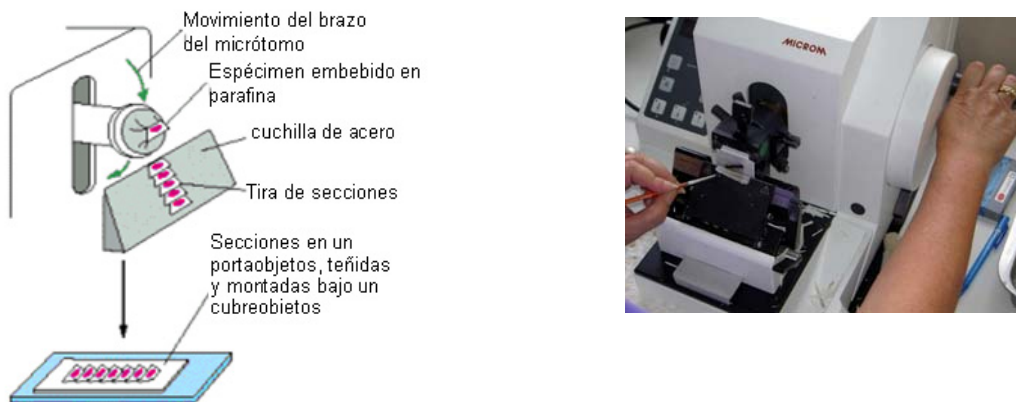 Movimiento del brazo
del micrótomo
Espécimen embebido en
parafina
cuchilla de acero
Tira de secciones
Secciones en un
portaobjetos, teñidas
y montadas bajo un
cubreobietos
MICROM